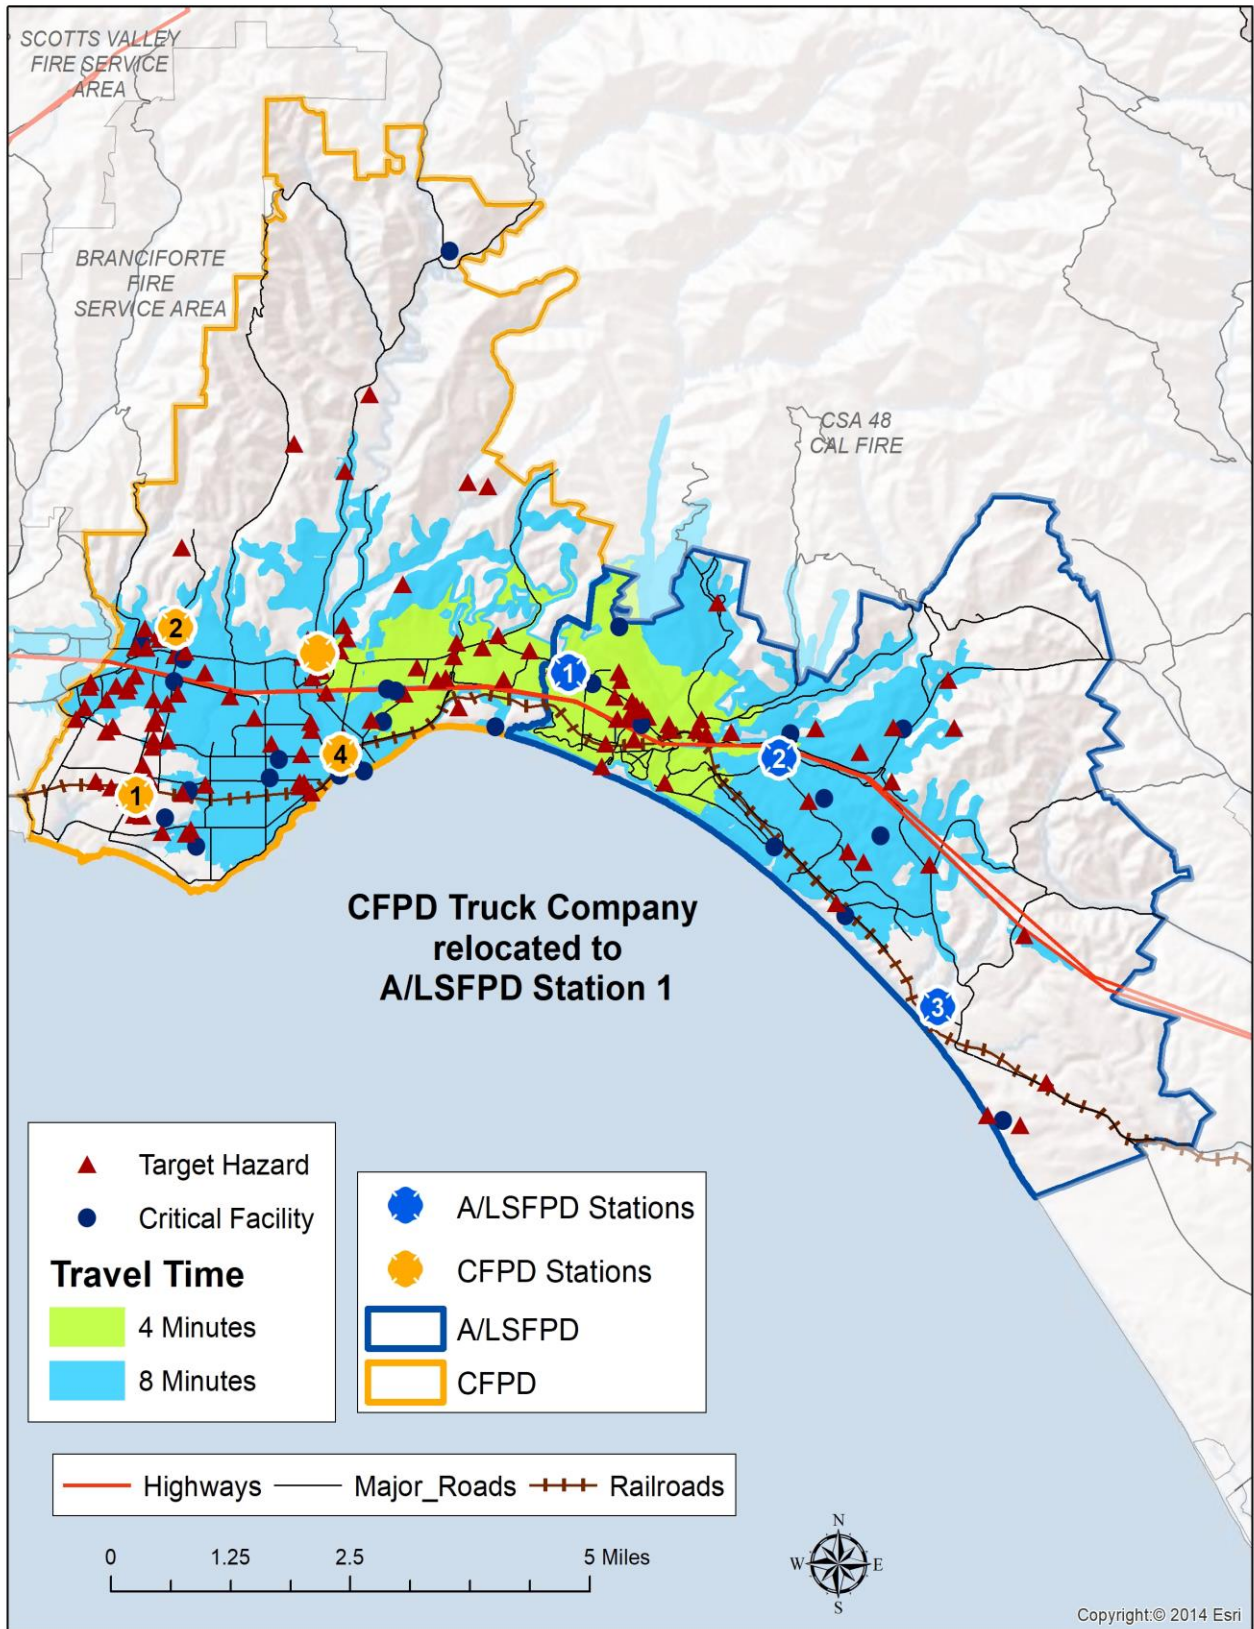 SCOTTS VALLEY
FIRE SERVICE
AREA
BRANCIFORTE
FIRE
SERVICE AREA
CSA 48
CAL FIRE
2
1
4
1
2
3
CFPD Truck Company
relocated to
A/LSFPD Station 1
Target Hazard
Critical Facility
Travel Time
4 Minutes
8 Minutes
A/LSFPD Stations
CFPD Stations
A/LSFPD
CFPD
Highways
Major_Roads
Railroads
0 1.25 2.5 5 Miles
N
W E
S
Copyright:© 2014 Esri